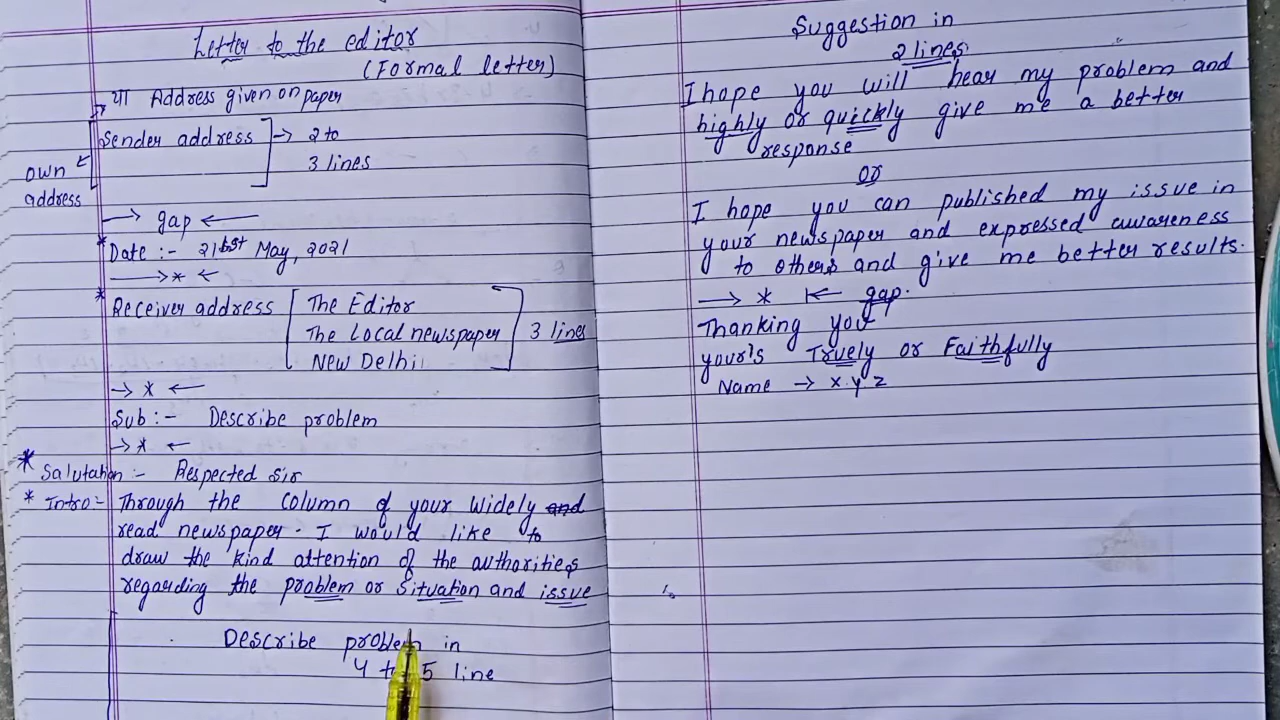 Letter to the editor
(Formal letter)
या Address given on paper
Sender address → 2 to
3 lines
own
address
→ gap ←
* Date :- 21st May, 2021
→ * ←
* Receiver address [ The Editor
The Local newspaper ] 3 lines
New Delhi
→ * ←
Sub :- Describe problem
→ * ←
* Salutation :- Respected Sir
* Intro :- Through the column of your widely and
read newspaper. I would like to
draw the kind attention of the authorities
regarding the problem or Situation and issue
Describe problem in
4 to 5 line
Suggestion in
2 lines.
I hope you will hear my problem and
highly or quickly give me a better
response
or
I hope you can published my issue in
your newspaper and expressed awareness
to others and give me better results.
→ * ← gap.
Thanking you
your's Truely or Faithfully
Name → x.y z